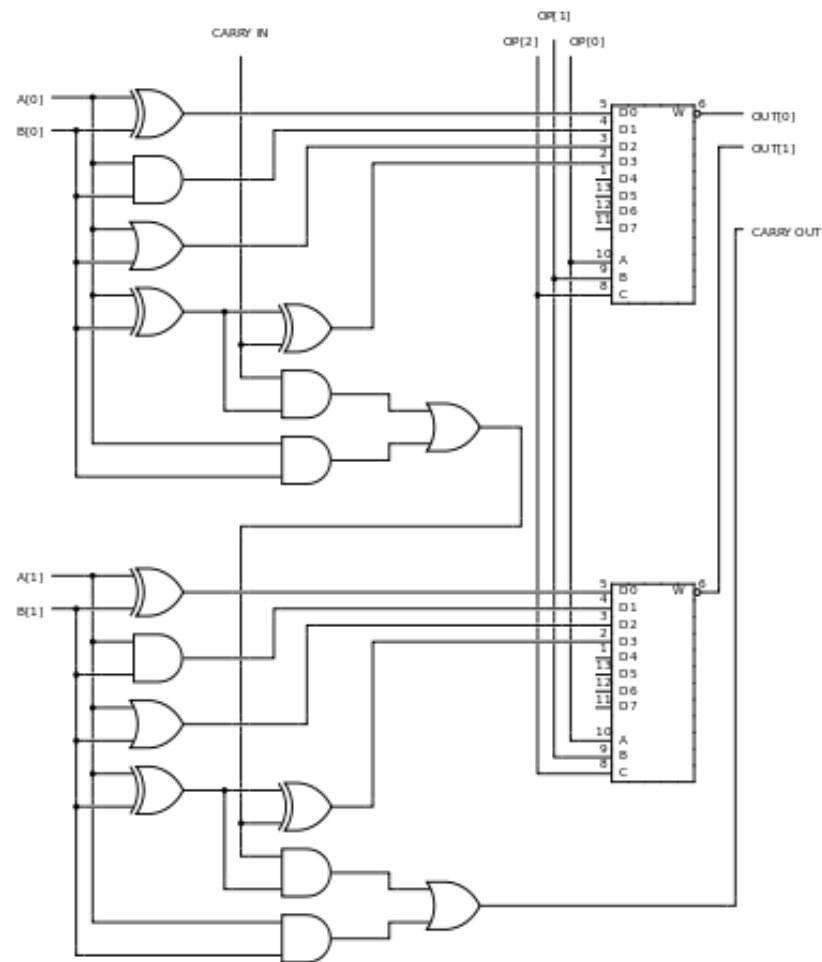 OP[1]
CARRY IN
OP[2] OP[0]
A[0]
B[0]
5 D0 W 6
4 D1
3 D2
2 D3
1 D4
13 D5
12 D6
11 D7
10 A
9 B
8 C
OUT[0]
OUT[1]
CARRY OUT
A[1]
B[1]
5 D0 W 6
4 D1
3 D2
2 D3
1 D4
13 D5
12 D6
11 D7
10 A
9 B
8 C